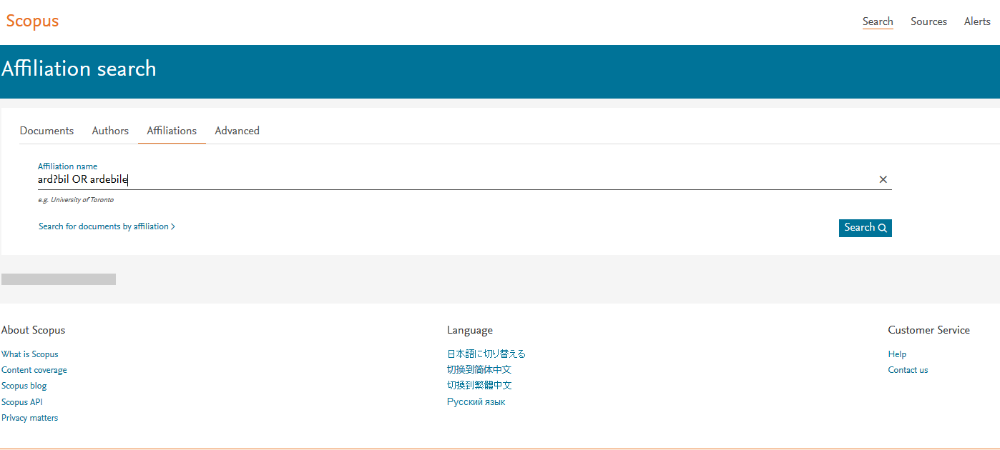 Scopus
Search Sources Alerts
Affiliation search
Documents Authors Affiliations Advanced
Affiliation name
ard?bil OR ardebile
e.g. University of Toronto
Search for documents by affiliation
Search
About Scopus
What is Scopus
Content coverage
Scopus blog
Scopus API
Privacy matters
Language
日本語に切り替える
切换到简体中文
切換到繁體中文
Русский язык
Customer Service
Help
Contact us